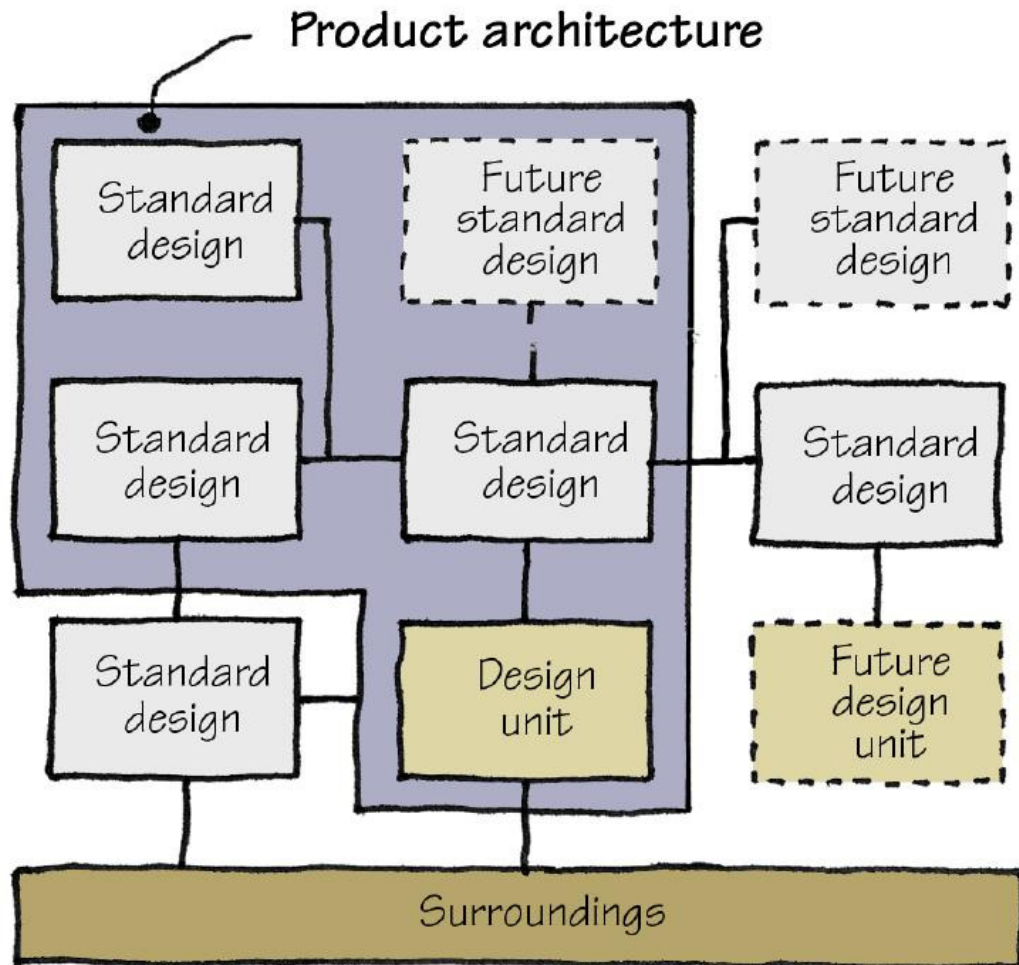 Product architecture
Standard
design
Future
standard
design
Future
standard
design
Standard
design
Standard
design
Standard
design
Standard
design
Design
unit
Future
design
unit
Surroundings